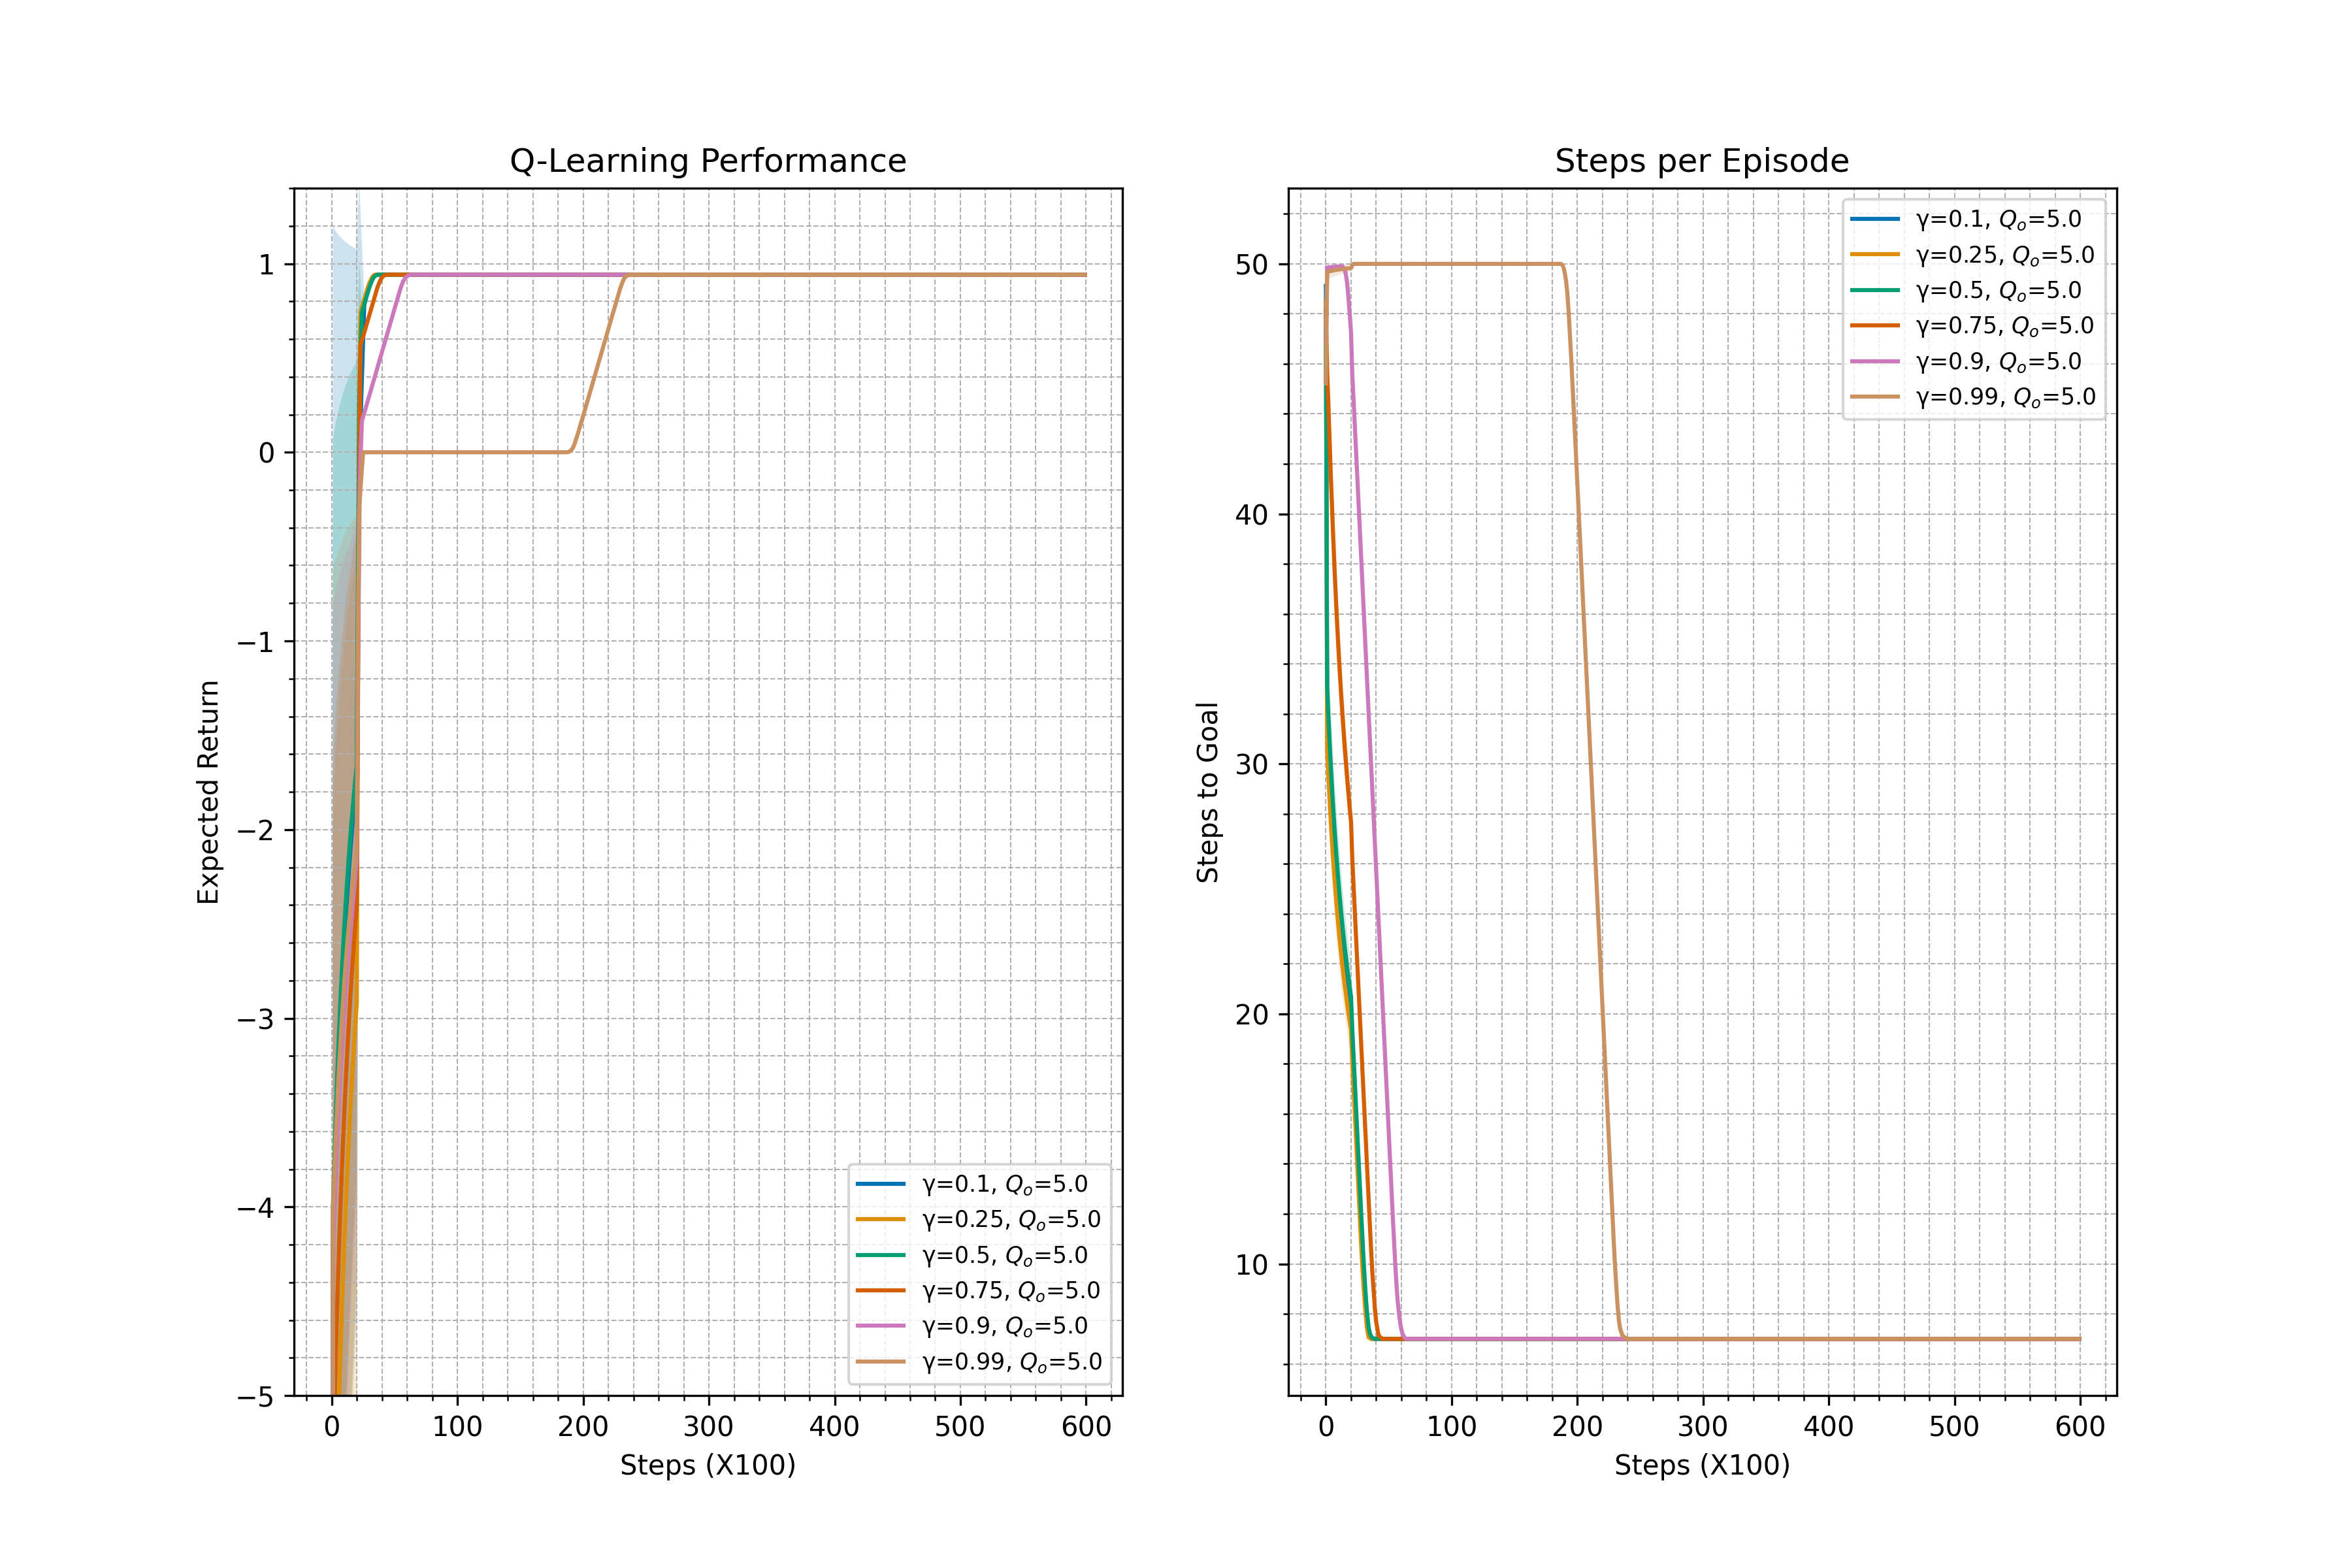 Q-Learning Performance
Expected Return
1
0
−1
−2
−3
−4
−5
0 100 200 300 400 500 600
Steps (X100)
γ=0.1, Qo=5.0
γ=0.25, Qo=5.0
γ=0.5, Qo=5.0
γ=0.75, Qo=5.0
γ=0.9, Qo=5.0
γ=0.99, Qo=5.0
Steps per Episode
Steps to Goal
50
40
30
20
10
0 100 200 300 400 500 600
Steps (X100)
γ=0.1, Qo=5.0
γ=0.25, Qo=5.0
γ=0.5, Qo=5.0
γ=0.75, Qo=5.0
γ=0.9, Qo=5.0
γ=0.99, Qo=5.0